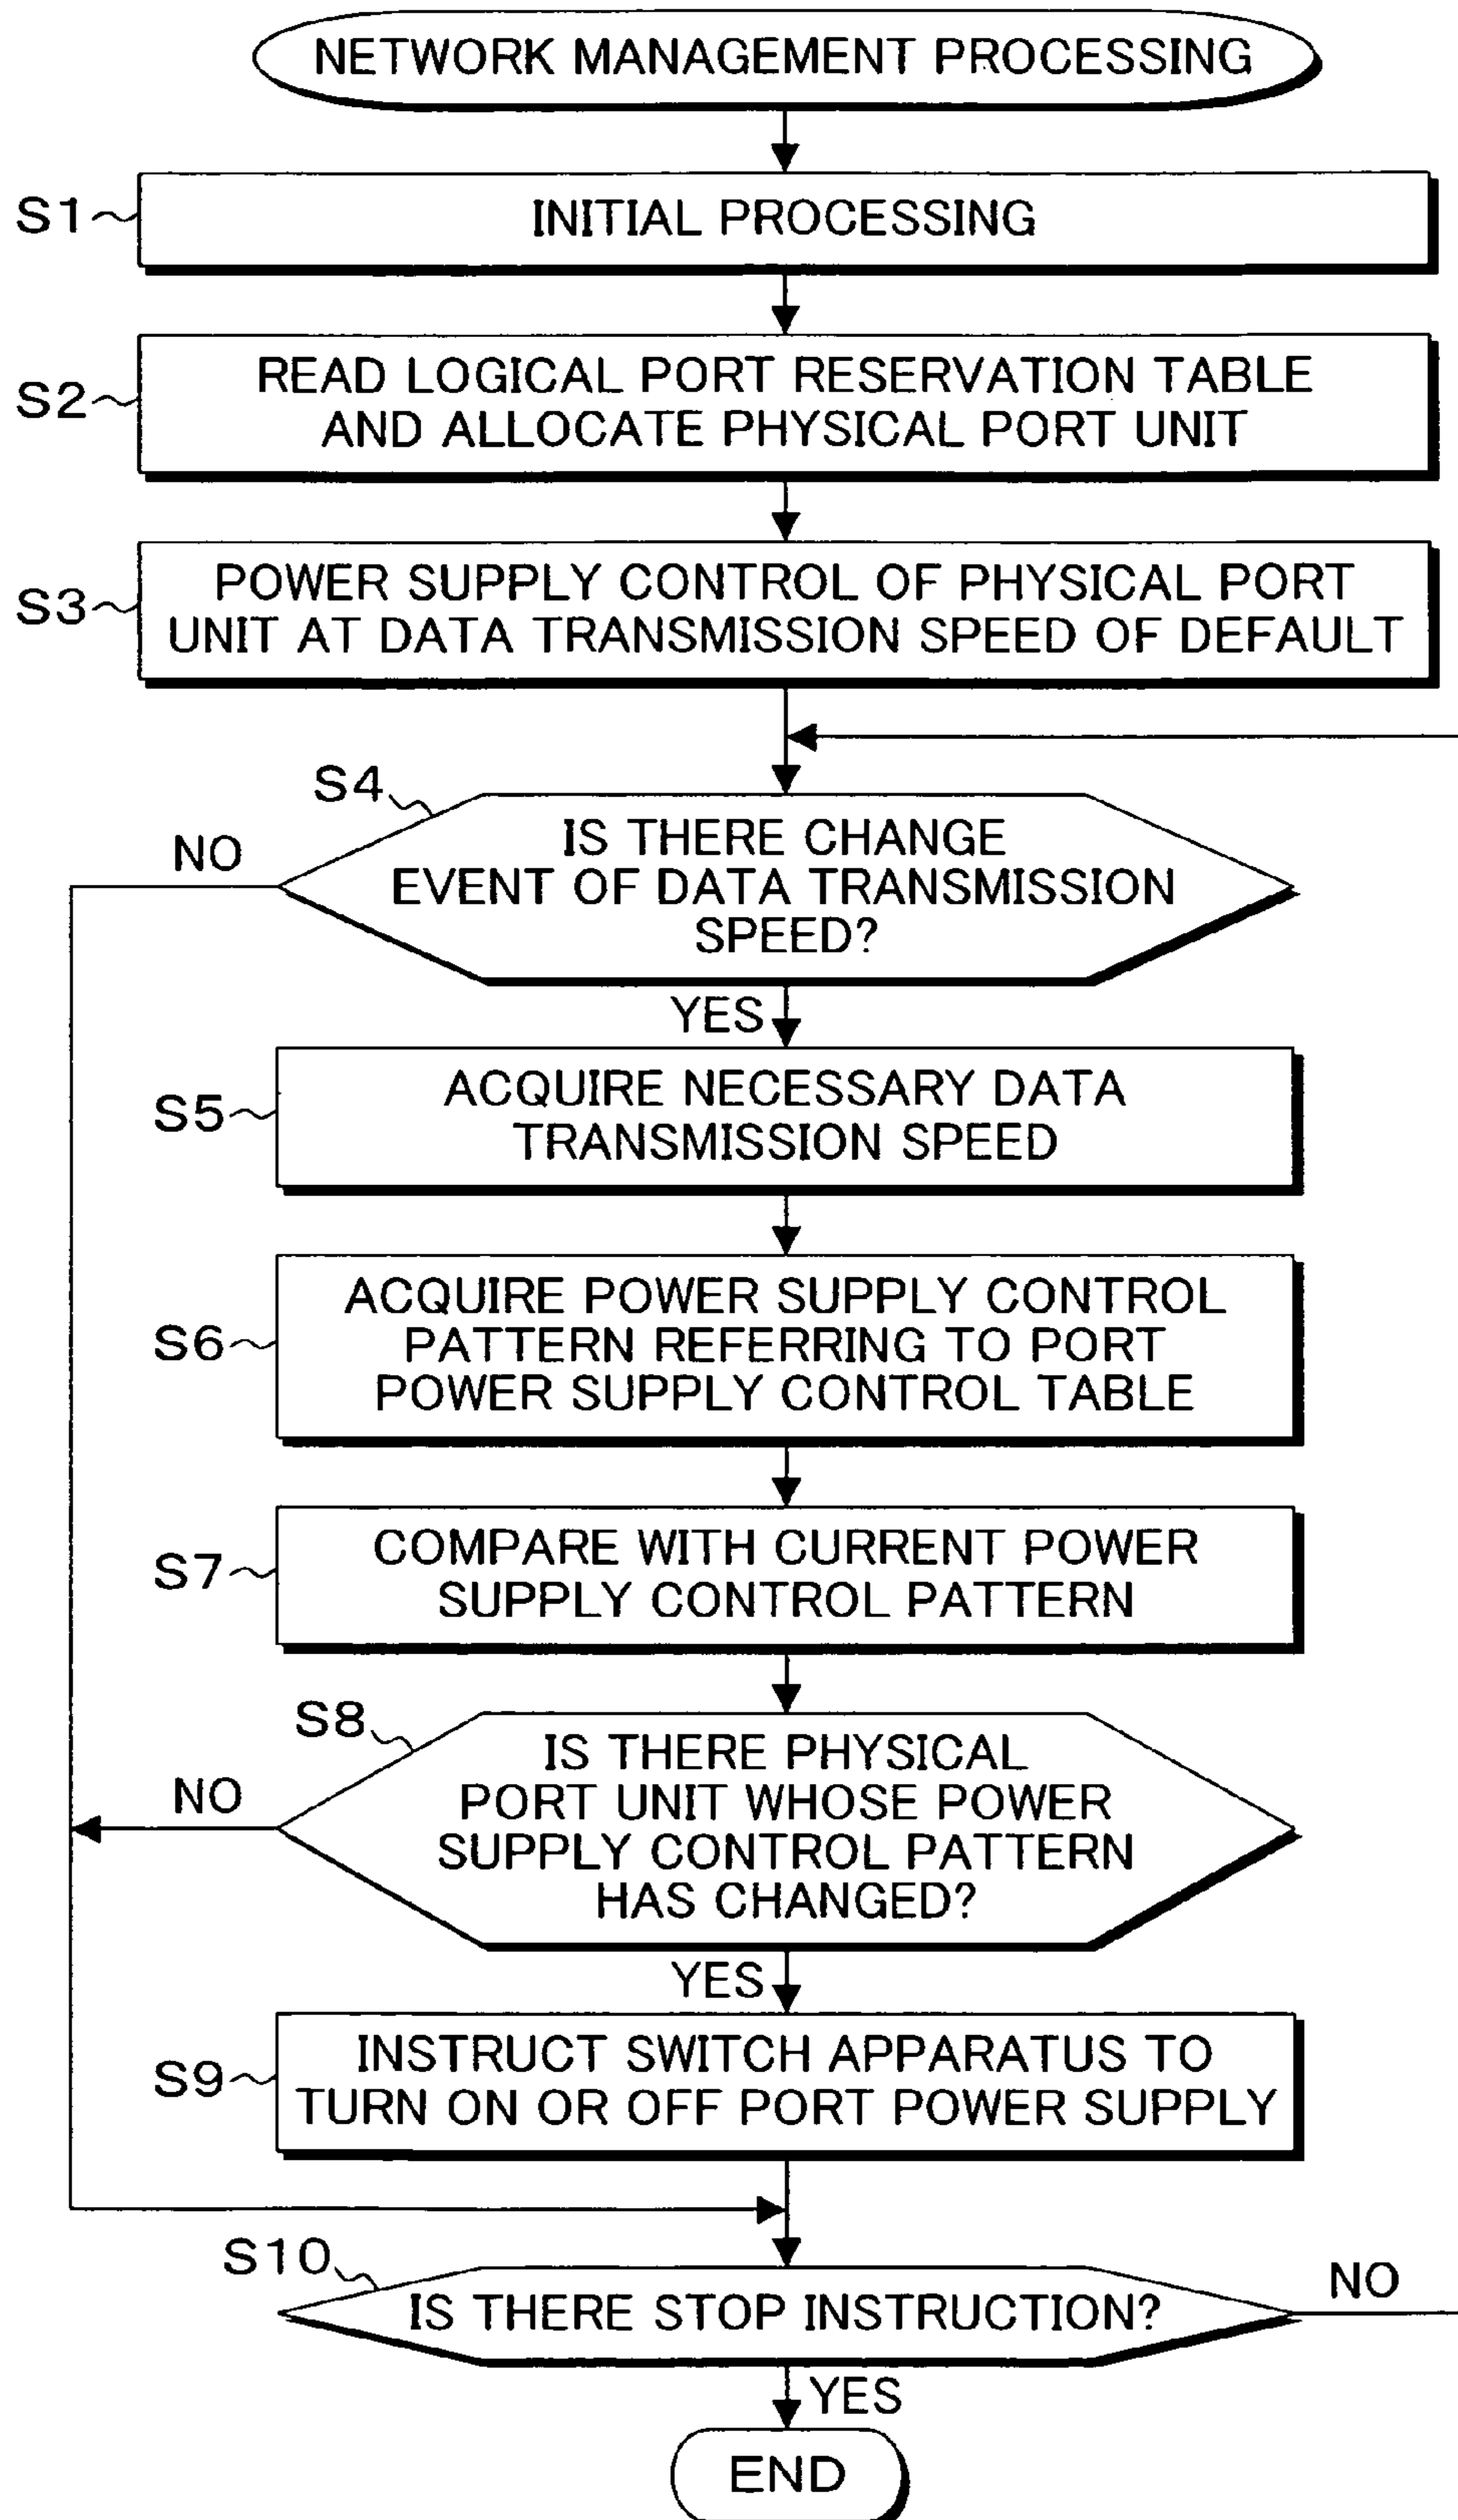 NETWORK MANAGEMENT PROCESSING
S1
INITIAL PROCESSING
S2
READ LOGICAL PORT RESERVATION TABLE
AND ALLOCATE PHYSICAL PORT UNIT
S3
POWER SUPPLY CONTROL OF PHYSICAL PORT
UNIT AT DATA TRANSMISSION SPEED OF DEFAULT
S4
IS THERE CHANGE
EVENT OF DATA TRANSMISSION
SPEED?
NO
YES
S5
ACQUIRE NECESSARY DATA
TRANSMISSION SPEED
S6
ACQUIRE POWER SUPPLY CONTROL
PATTERN REFERRING TO PORT
POWER SUPPLY CONTROL TABLE
S7
COMPARE WITH CURRENT POWER
SUPPLY CONTROL PATTERN
S8
IS THERE PHYSICAL
PORT UNIT WHOSE POWER
SUPPLY CONTROL PATTERN
HAS CHANGED?
NO
YES
S9
INSTRUCT SWITCH APPARATUS TO
TURN ON OR OFF PORT POWER SUPPLY
S10
IS THERE STOP INSTRUCTION?
NO
YES
END